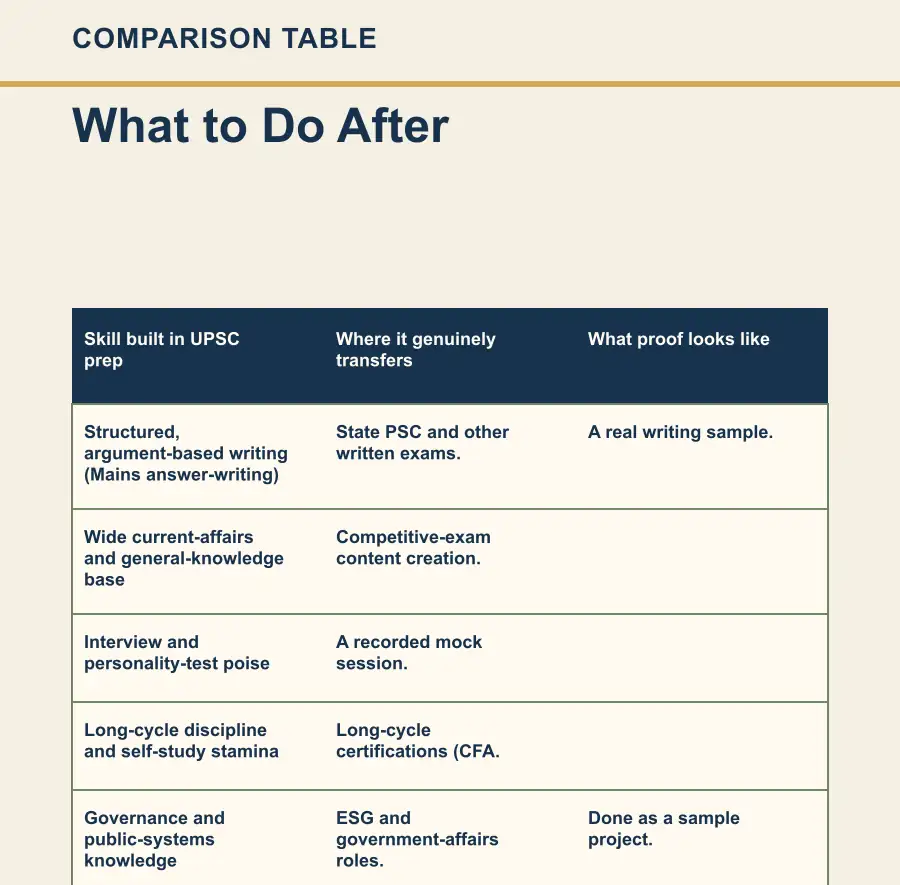 COMPARISON TABLE
What to Do After
Skill built in UPSC
prep
Where it genuinely
transfers
What proof looks like
Structured,
argument-based writing
(Mains answer-writing)
State PSC and other
written exams.
A real writing sample.
Wide current-affairs
and general-knowledge
base
Competitive-exam
content creation.
Interview and
personality-test poise
A recorded mock
session.
Long-cycle discipline
and self-study stamina
Long-cycle
certifications (CFA.
Governance and
public-systems
knowledge
ESG and
government-affairs
roles.
Done as a sample
project.